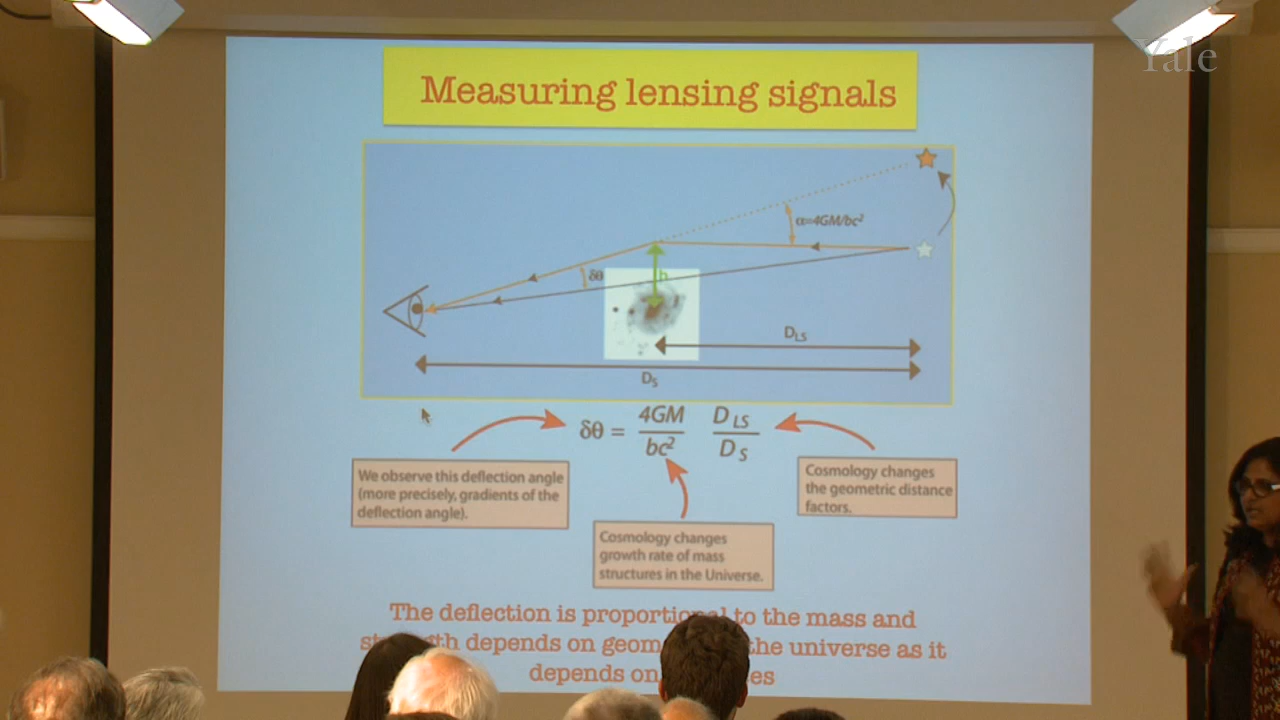 Yale
Measuring lensing signals
α=4GM/bc²
δθ
b
D_LS
D_S
δθ = 4GM/bc² D_LS/D_S
We observe this deflection angle
(more precisely, gradients of the
deflection angle).
Cosmology changes
the geometric distance
factors.
Cosmology changes
growth rate of mass
structures in the Universe.
The deflection is proportional to the mass and
depends on the universe as it
depends on